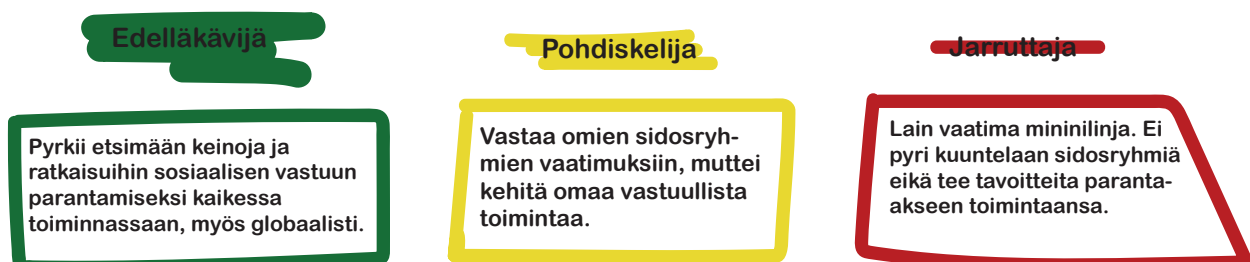 Edelläkävijä
Pyrkii etsimään keinoja ja
ratkaisuihin sosiaalisen vastuun
parantamiseksi kaikessa
toiminnassaan, myös globaalisti.
Pohdiskelija
Vastaa omien sidosryh-
mien vaatimuksiin, muttei
kehitä omaa vastuullista
toimintaa.
Jarruttaja
Lain vaatima mininilinja. Ei
pyri kuuntelaan sidosryhmiä
eikä tee tavoitteita paranta-
akseen toimintaansa.